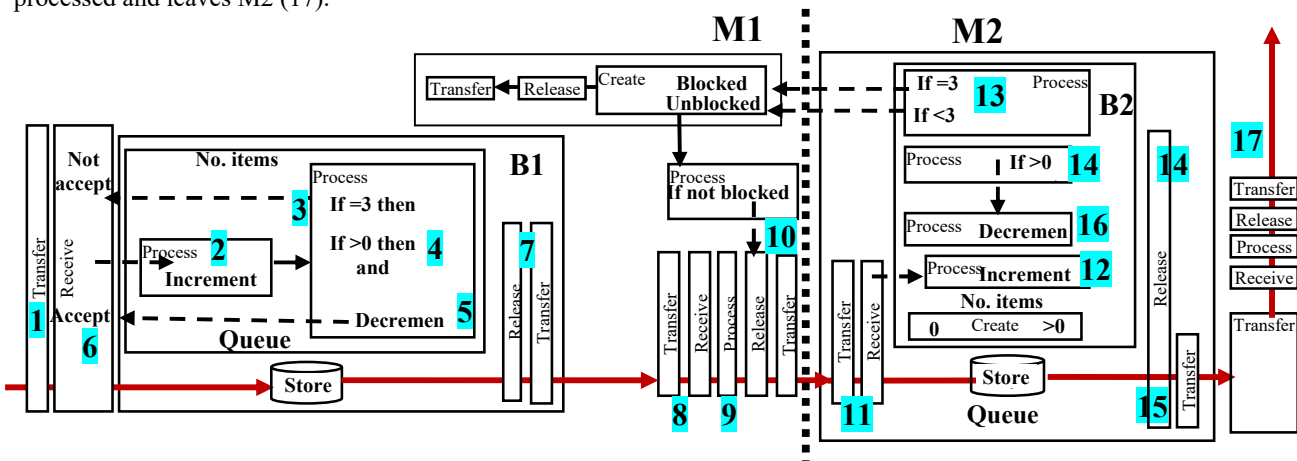 processed and leaves M2 (17).
M1
M2
Transfer
Release
Create
Blocked
Unblocked
If =3
If <3
13
Process
B2
Process
If >0
14
14
17
Not
accept
No. items
B1
Process
If =3 then
3
If >0 then
and
4
2
Process
Increment
Decremen
5
Transfer
1
Receive
Accept
6
Queue
Store
7
Release
Transfer
Process
If not blocked
10
Transfer
Receive
Process
Release
Transfer
8
9
Process
Decremen
16
Process
Increment
12
No. items
0
Create
>0
Transfer
Receive
11
Store
Queue
Release
15
Transfer
Transfer
Release
Process
Receive
Transfer